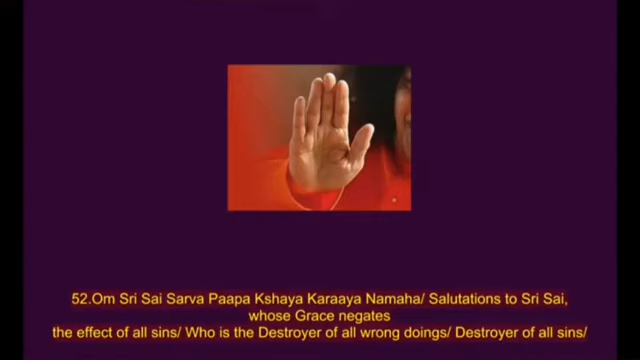 52.Om Sri Sai Sarva Paapa Kshaya Karaaya Namaha/ Salutations to Sri Sai,
whose Grace negates
the effect of all sins/ Who is the Destroyer of all wrong doings/ Destroyer of all sins/